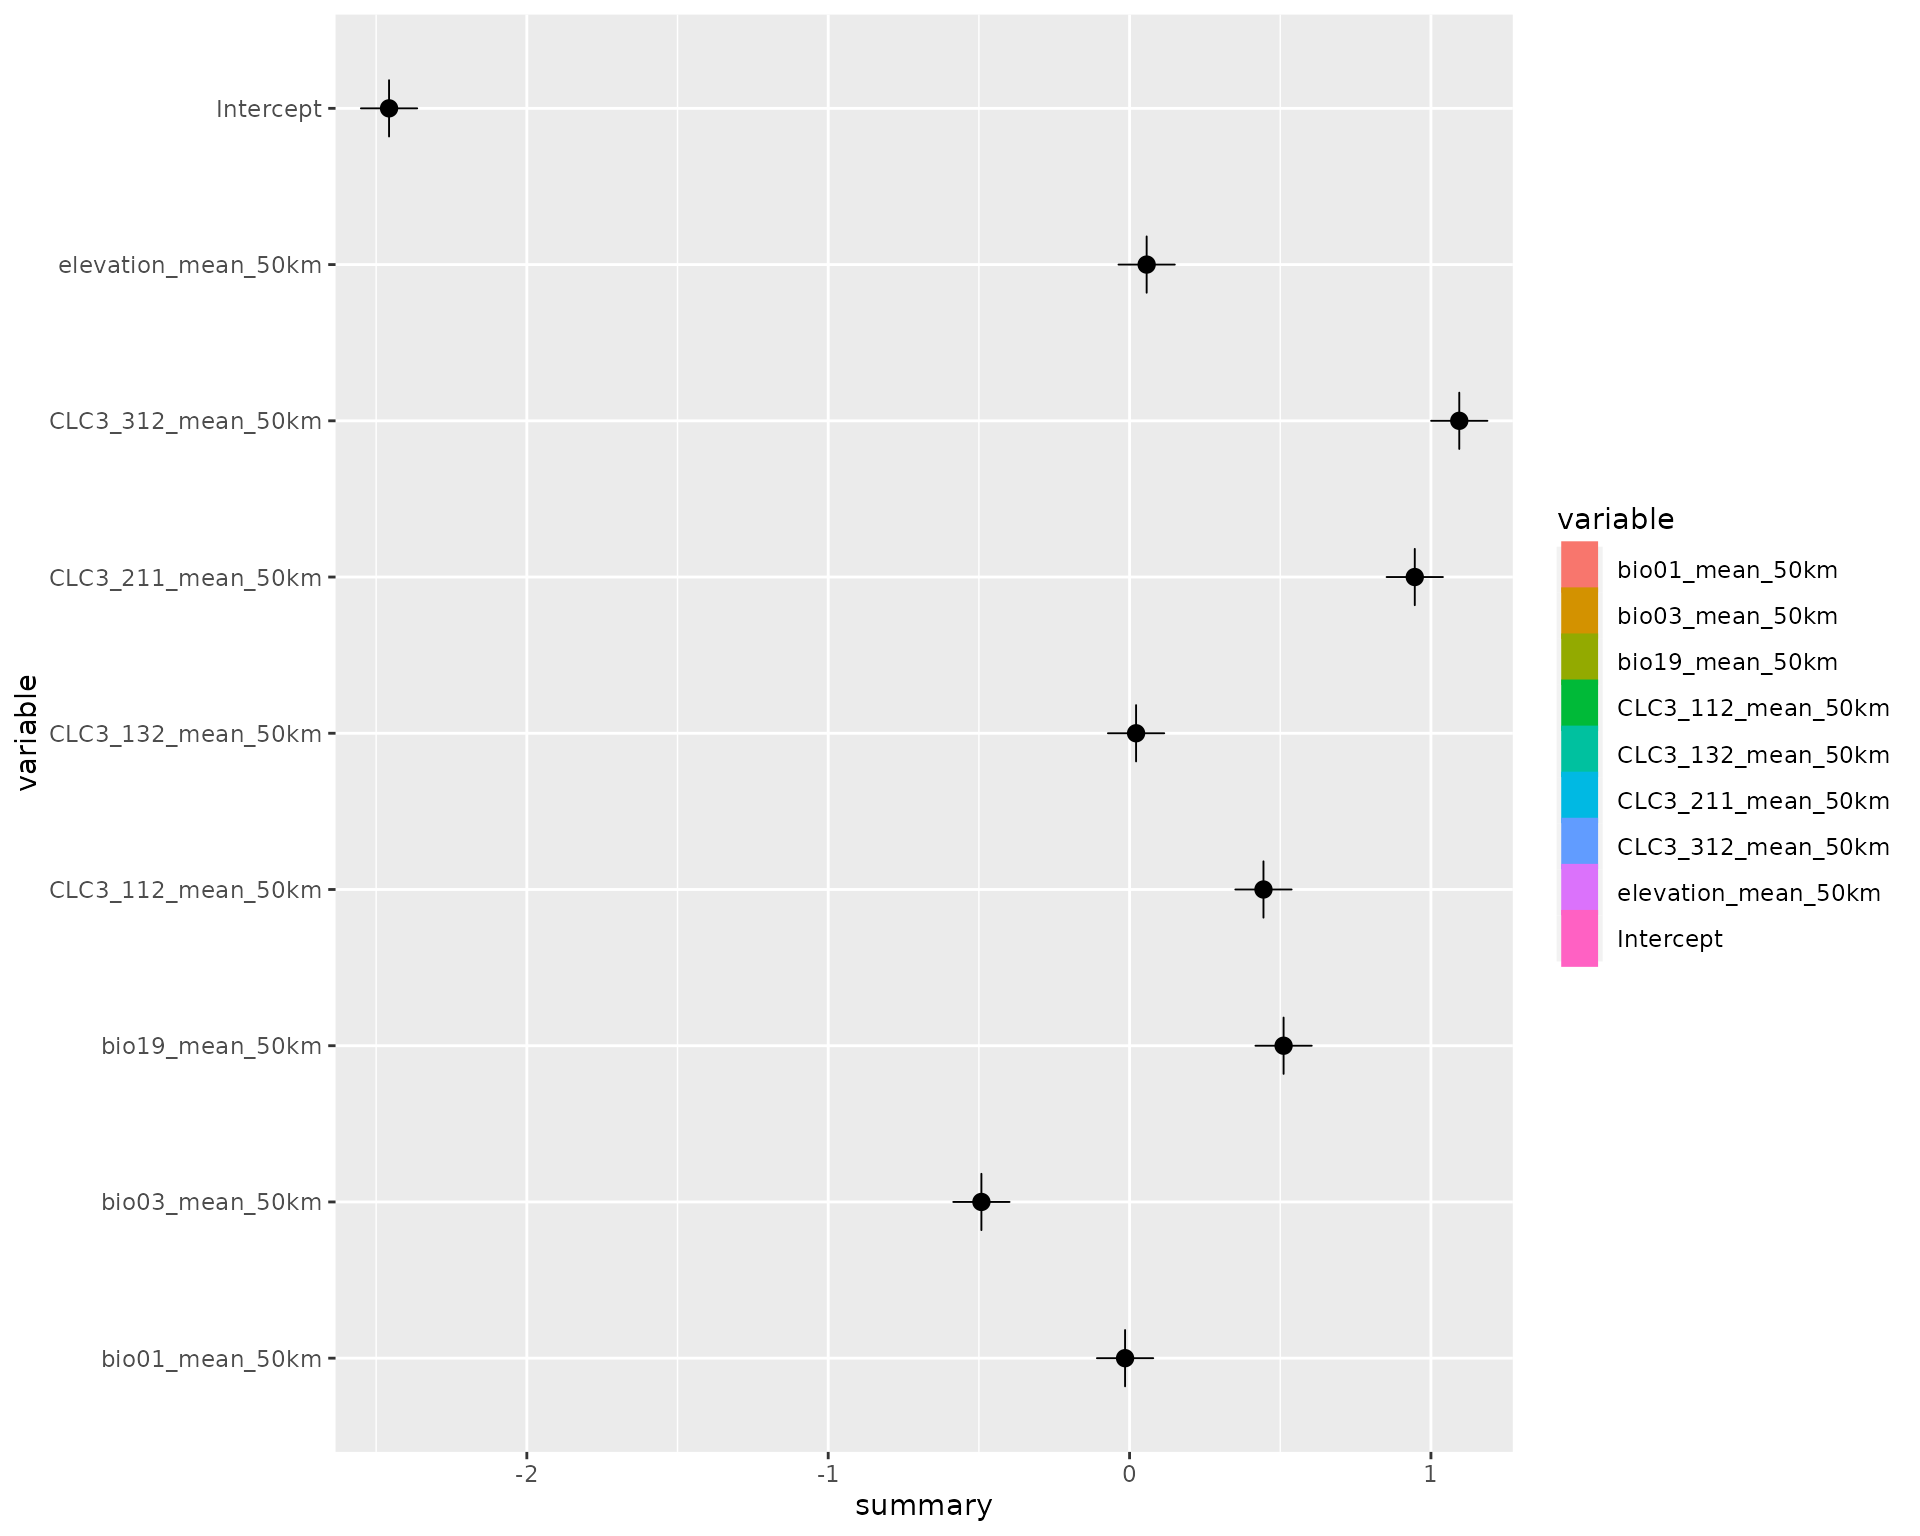 Intercept
elevation_mean_50km
CLC3_312_mean_50km
CLC3_211_mean_50km
CLC3_132_mean_50km
CLC3_112_mean_50km
bio19_mean_50km
bio03_mean_50km
bio01_mean_50km
variable
-2
-1
0
1
summary
variable
bio01_mean_50km
bio03_mean_50km
bio19_mean_50km
CLC3_112_mean_50km
CLC3_132_mean_50km
CLC3_211_mean_50km
CLC3_312_mean_50km
elevation_mean_50km
Intercept